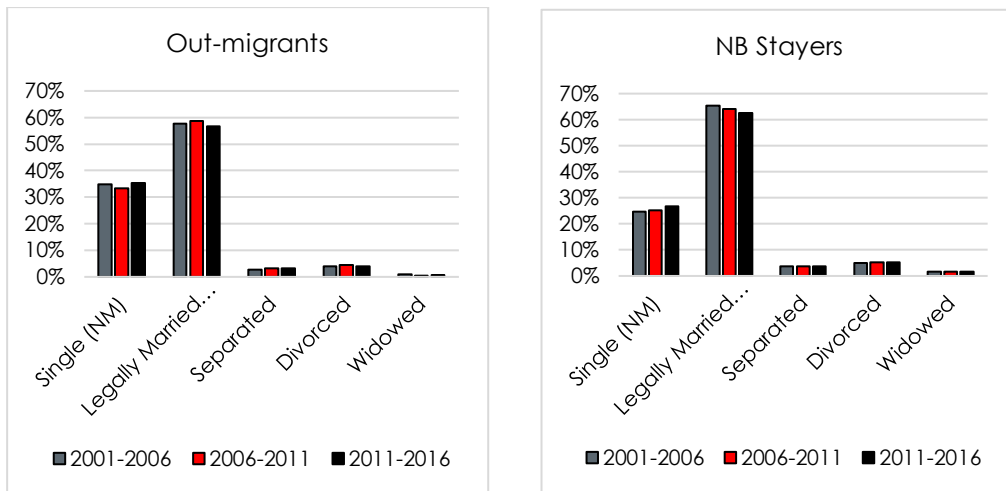 Out-migrants
70%
60%
50%
40%
30%
20%
10%
0%
Single (NM)
Legally Married...
Separated
Divorced
Widowed
2001-2006 2006-2011 2011-2016
NB Stayers
70%
60%
50%
40%
30%
20%
10%
0%
Single (NM)
Legally Married...
Separated
Divorced
Widowed
2001-2006 2006-2011 2011-2016